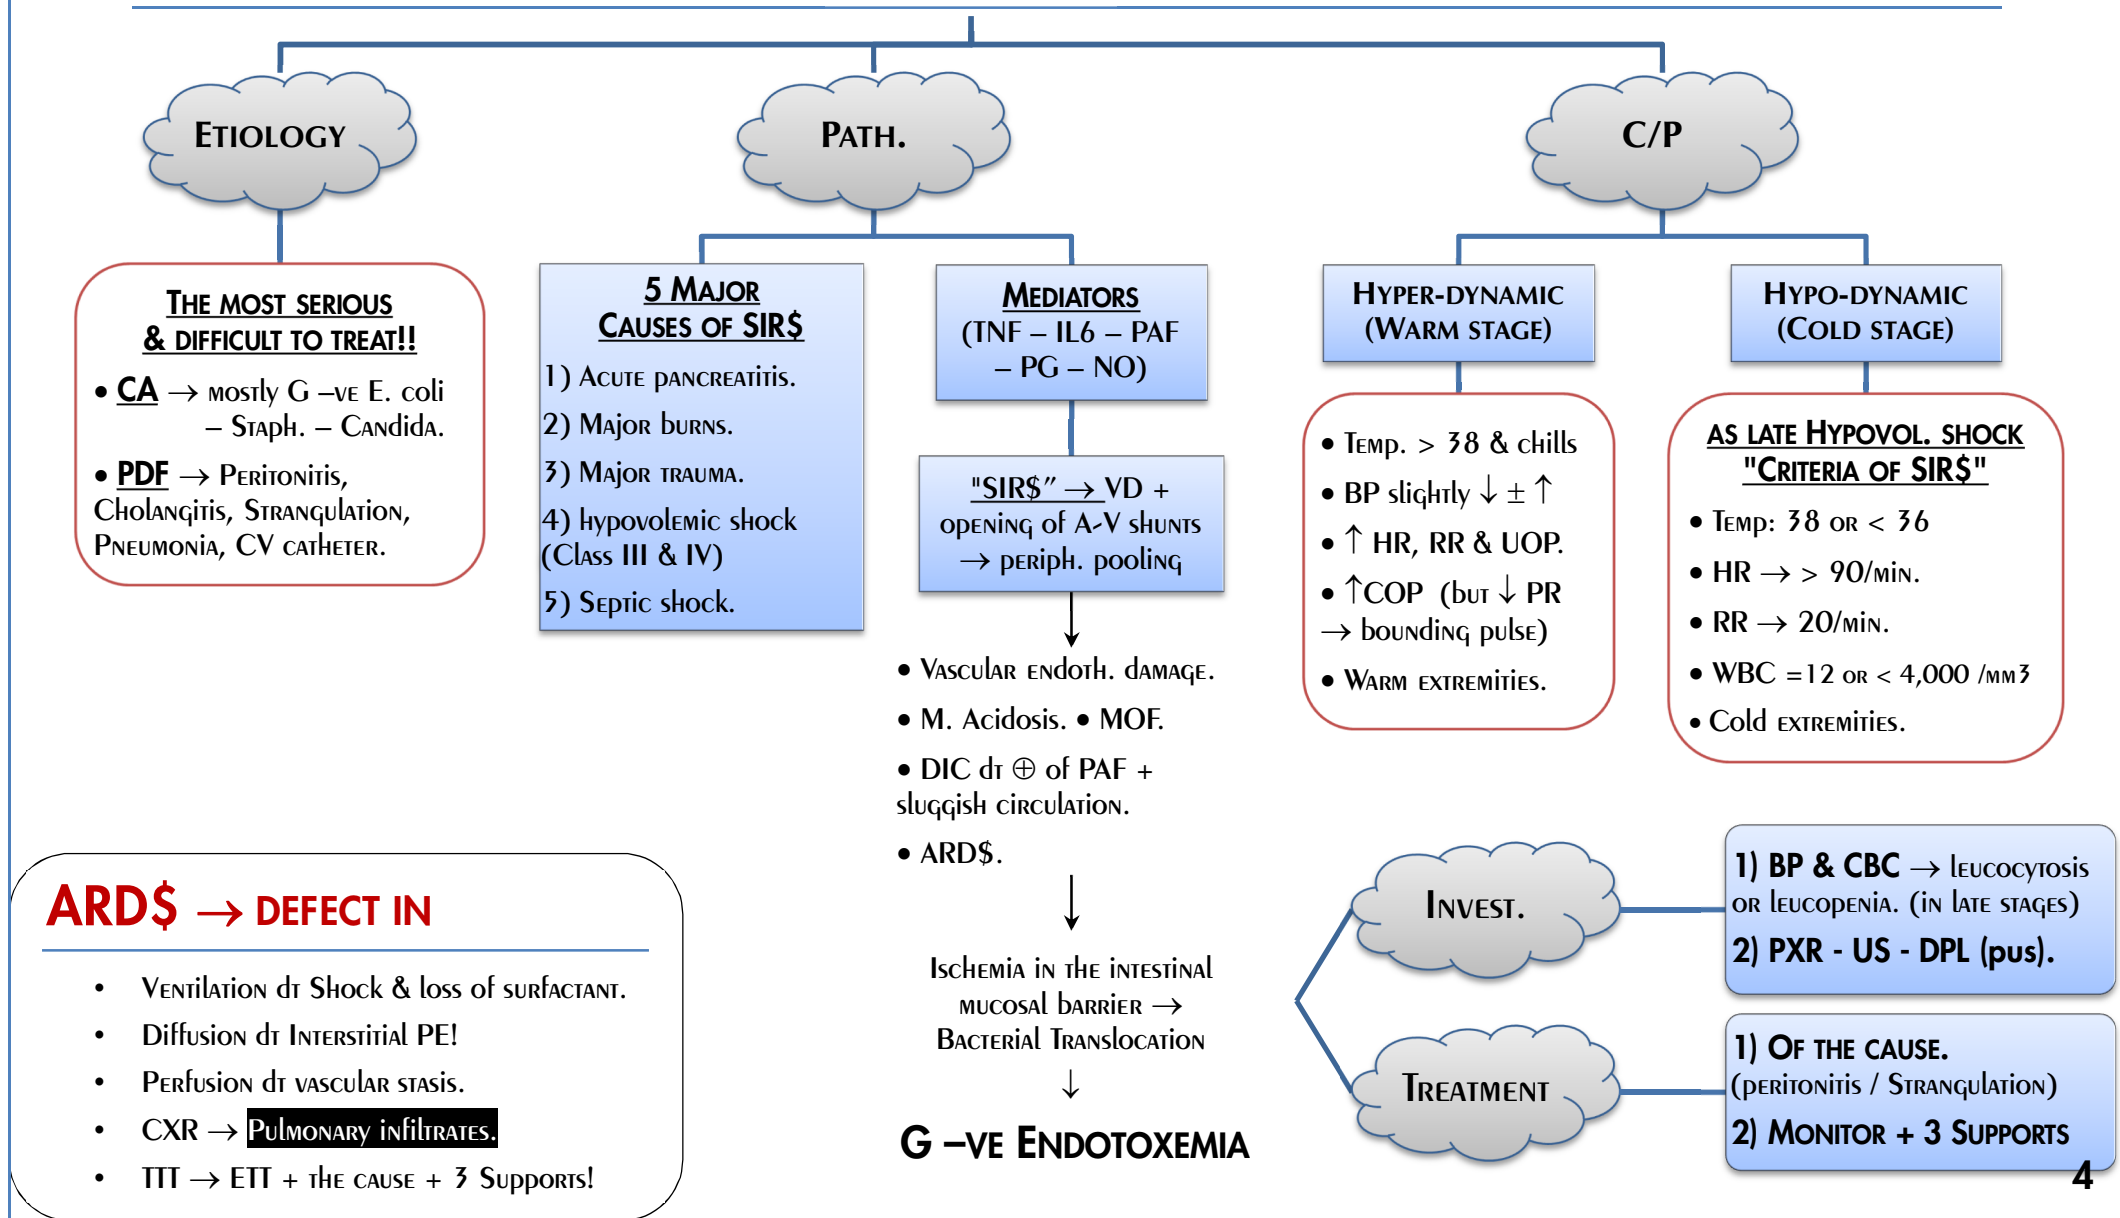 Etiology
Path.
C/P
The most serious
& difficult to treat!!
• CA → mostly G –ve E. coli
– Staph. – Candida.
• PDF → Peritonitis,
Cholangitis, Strangulation,
Pneumonia, CV catheter.
5 Major
Causes of SIR$
1) Acute pancreatitis.
2) Major burns.
3) Major trauma.
4) hypovolemic shock
(Class III & IV)
5) Septic shock.
Mediators
(TNF – IL6 – PAF
– PG – NO)
"SIR$" → VD +
opening of A-V shunts
→ periph. pooling
• Vascular endoth. damage.
• M. Acidosis. • MOF.
• DIC dt ⊕ of PAF +
sluggish circulation.
• ARD$.
Ischemia in the intestinal
mucosal barrier →
Bacterial Translocation
↓
G –ve Endotoxemia
Hyper-dynamic
(Warm stage)
• Temp. > 38 & chills
• BP slightly ↓ ± ↑
• ↑ HR, RR & UOP.
• ↑COP (but ↓ PR
→ bounding pulse)
• Warm extremities.
Hypo-dynamic
(Cold stage)
as late Hypovol. shock
"Criteria of SIR$"
• Temp: 38 or < 36
• HR → > 90/min.
• RR → 20/min.
• WBC =12 or < 4,000 /mm3
• Cold extremities.
ARD$ → defect in
• Ventilation dt Shock & loss of surfactant.
• Diffusion dt Interstitial PE!
• Perfusion dt vascular stasis.
• CXR → Pulmonary infiltrates.
• TTT → ETT + the cause + 3 Supports!
Invest.
1) BP & CBC → leucocytosis
or leucopenia. (in late stages)
2) PXR - US - DPL (pus).
Treatment
1) Of the cause.
(peritonitis / Strangulation)
2) Monitor + 3 Supports
4